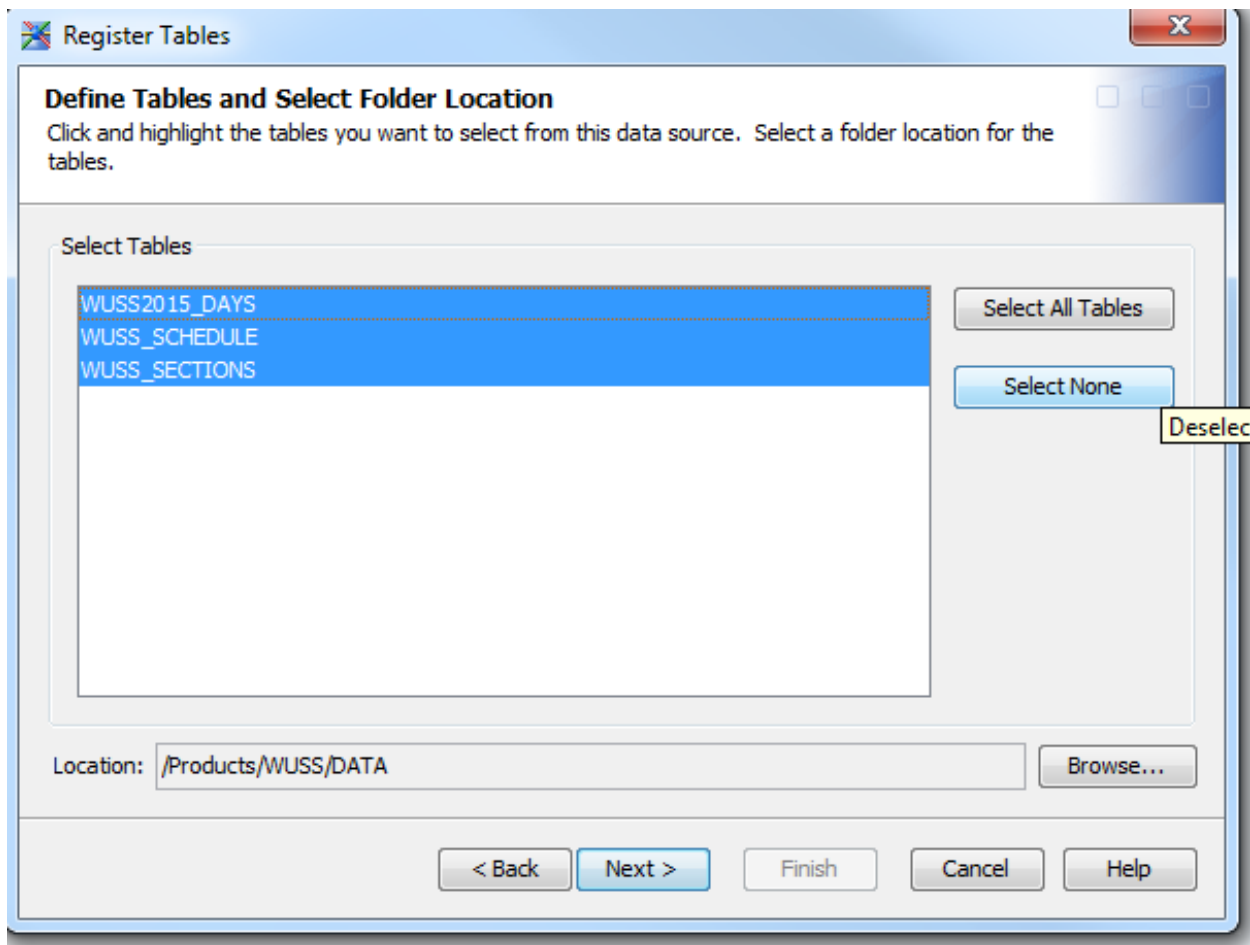 Register Tables
Define Tables and Select Folder Location
Click and highlight the tables you want to select from this data source. Select a folder location for the
tables.
Select Tables
WUSS2015_DAYS
WUSS_SCHEDULE
WUSS_SECTIONS
Select All Tables
Select None
Deselec
Location: /Products/WUSS/DATA Browse...
< Back Next > Finish Cancel Help